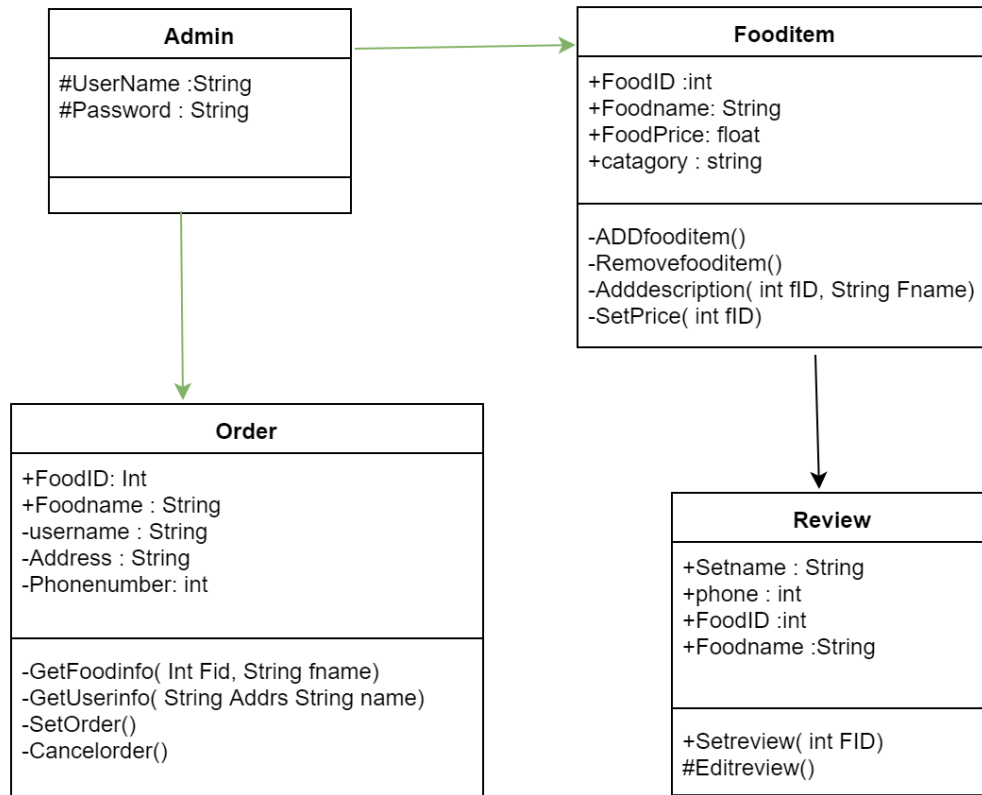 Admin
#UserName :String
#Password : String
Fooditem
+FoodID :int
+Foodname: String
+FoodPrice: float
+catagory : string
-ADDfooditem()
-Removefooditem()
-Adddescription( int fID, String Fname)
-SetPrice( int fID)
Order
+FoodID: Int
+Foodname : String
-username : String
-Address : String
-Phonenumber: int
-GetFoodinfo( Int Fid, String fname)
-GetUserinfo( String Addrs String name)
-SetOrder()
-Cancelorder()
Review
+Setname : String
+phone : int
+FoodID :int
+Foodname :String
+Setreview( int FID)
#Editreview()